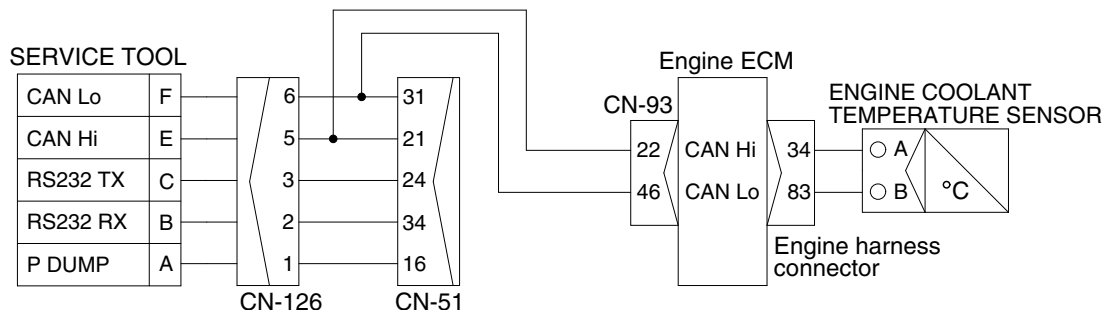 SERVICE TOOL
CAN Lo F 6 31
CAN Hi E 5 21
RS232 TX C 3 24
RS232 RX B 2 34
P DUMP A 1 16
CN-126 CN-51
Engine ECM
CN-93
22 CAN Hi 34
46 CAN Lo 83
Engine harness
connector
ENGINE COOLANT
TEMPERATURE SENSOR
A
B °C